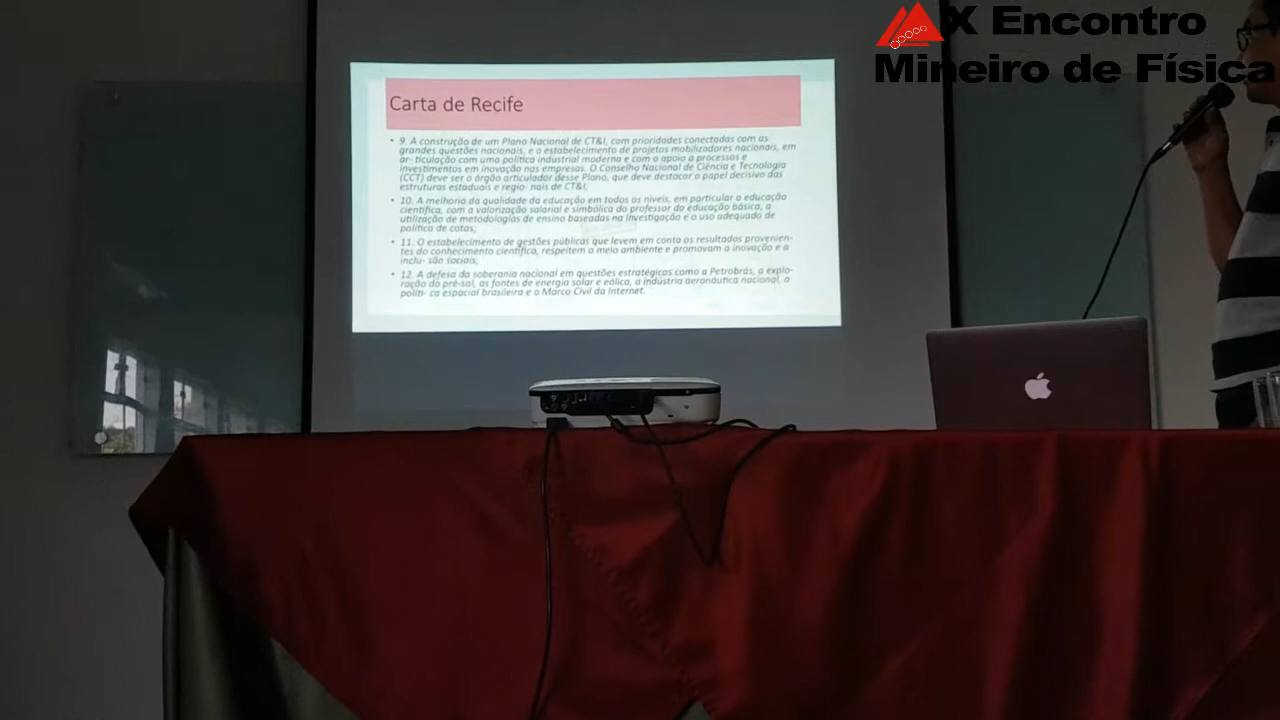 X Encontro
Mineiro de Física
Carta de Recife
• 9. A construção de um Plano Nacional de CT&I, com prioridades conectadas com as
grandes questões nacionais, e o estabelecimento de projetos mobilizadores nacionais, em
ar- ticulação com uma política industrial moderna e com o apoio a processos e
investimentos em inovação nas empresas. O Conselho Nacional de Ciência e Tecnologia
(CCT) deve ser o órgão articulador desse Plano, que deve destacar o papel decisivo das
estruturas estaduais e regio- nais de CT&I;
• 10. A melhoria da qualidade da educação em todos os níveis, em particular a educação
científica, com a valorização salarial e simbólica do professor da educação básica, a
utilização de metodologias de ensino baseadas na investigação e o uso adequado de
política de cotas;
• 11. O estabelecimento de gestões públicas que levem em conta os resultados provenien-
tes do conhecimento científico, respeitem o meio ambiente e promovam a inovação e a
inclu- são sociais;
• 12. A defesa da soberania nacional em questões estratégicas como a Petrobrás, a explo-
ração do pré-sal, as fontes de energia solar e eólica, a indústria aeronáutica nacional, a
políti- ca espacial brasileira e o Marco Civil da Internet.